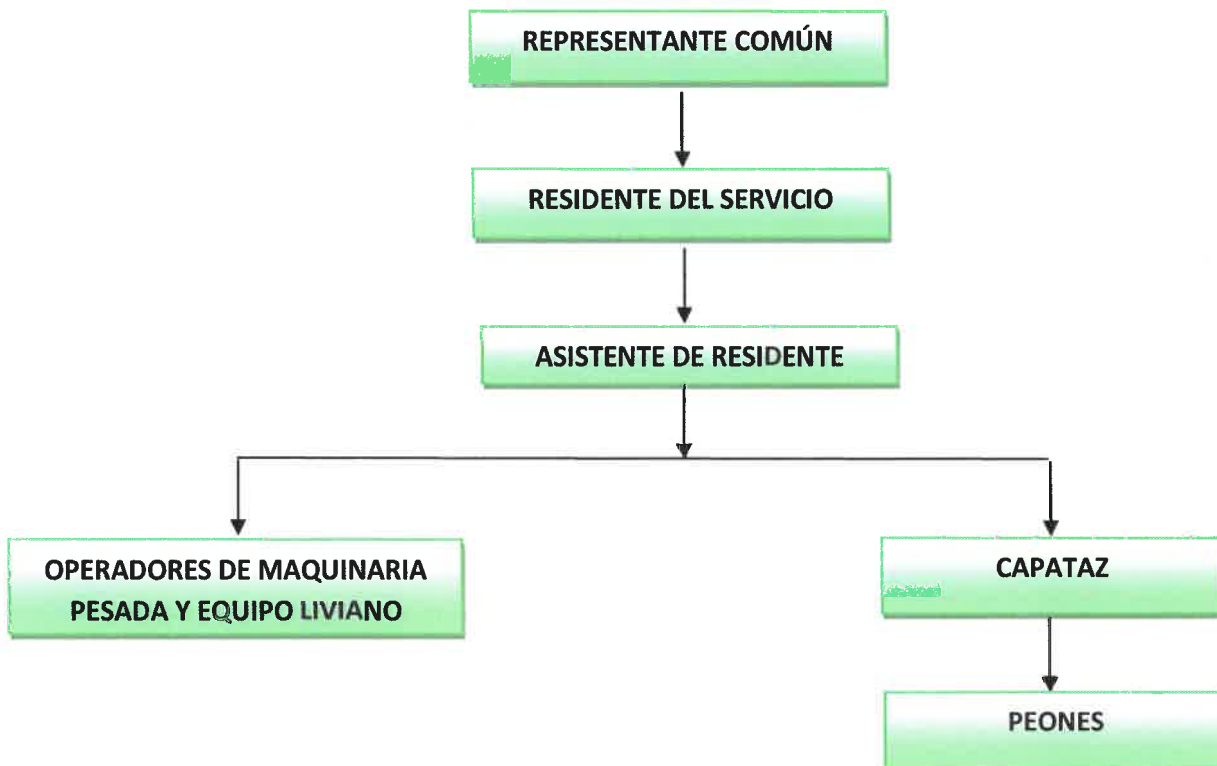 REPRESENTANTE COMÚN
RESIDENTE DEL SERVICIO
ASISTENTE DE RESIDENTE
OPERADORES DE MAQUINARIA
PESADA Y EQUIPO LIVIANO
CAPATAZ
PEONES